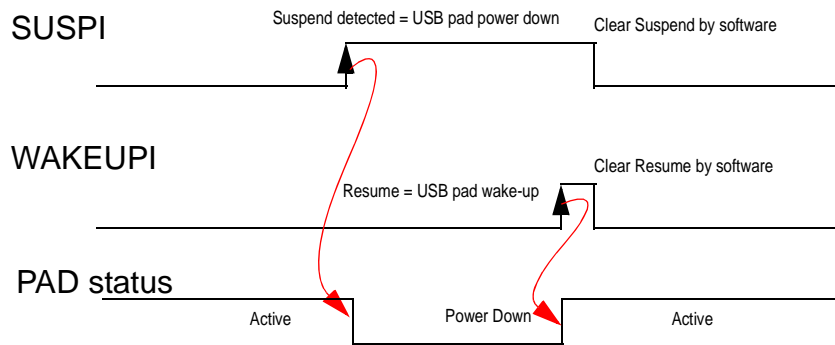 SUSPI
Suspend detected = USB pad power down
Clear Suspend by software
WAKEUPI
Clear Resume by software
Resume = USB pad wake-up
PAD status
Active
Power Down
Active